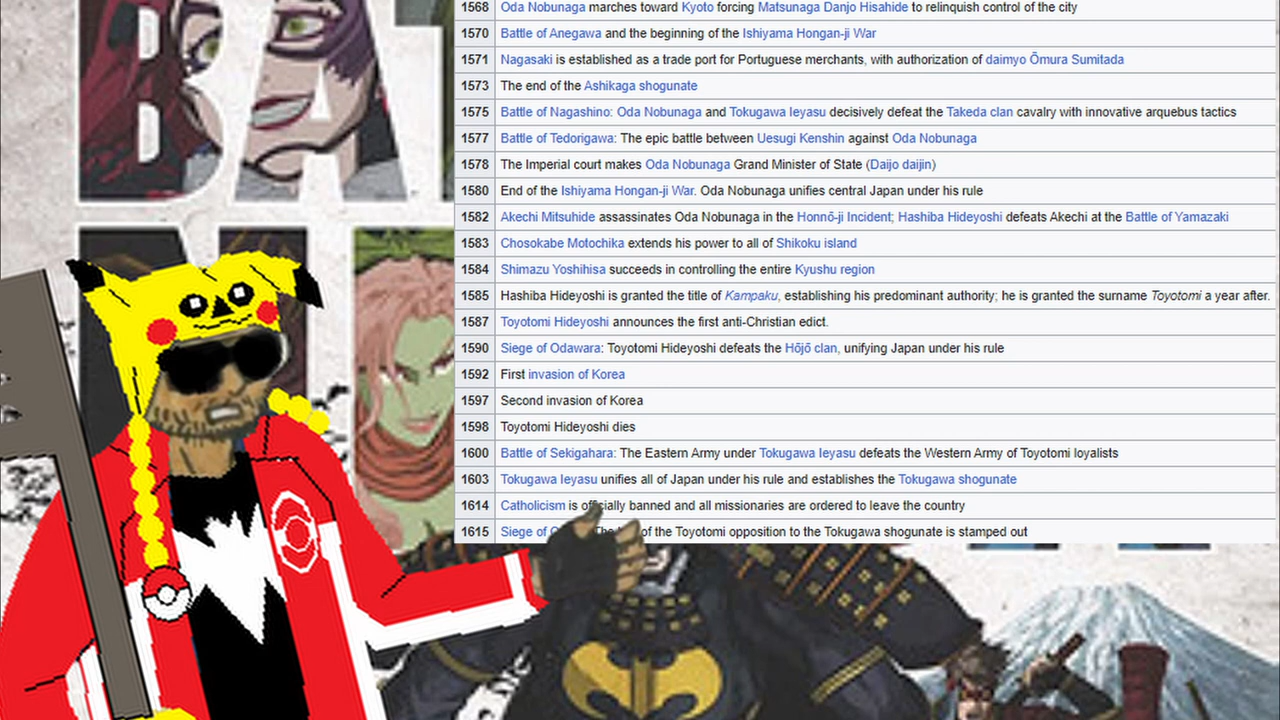 BAT
1568 Oda Nobunaga marches toward Kyoto forcing Matsunaga Danjo Hisahide to relinquish control of the city
1570 Battle of Anegawa and the beginning of the Ishiyama Hongan-ji War
1571 Nagasaki is established as a trade port for Portuguese merchants, with authorization of daimyo Ōmura Sumitada
1573 The end of the Ashikaga shogunate
1575 Battle of Nagashino: Oda Nobunaga and Tokugawa Ieyasu decisively defeat the Takeda clan cavalry with innovative arquebus tactics
1577 Battle of Tedorigawa: The epic battle between Uesugi Kenshin against Oda Nobunaga
1578 The Imperial court makes Oda Nobunaga Grand Minister of State (Daijo daijin)
1580 End of the Ishiyama Hongan-ji War. Oda Nobunaga unifies central Japan under his rule
1582 Akechi Mitsuhide assassinates Oda Nobunaga in the Honnō-ji Incident; Hashiba Hideyoshi defeats Akechi at the Battle of Yamazaki
1583 Chosokabe Motochika extends his power to all of Shikoku island
1584 Shimazu Yoshihisa succeeds in controlling the entire Kyushu region
1585 Hashiba Hideyoshi is granted the title of Kampaku, establishing his predominant authority; he is granted the surname Toyotomi a year after.
1587 Toyotomi Hideyoshi announces the first anti-Christian edict.
1590 Siege of Odawara: Toyotomi Hideyoshi defeats the Hōjō clan, unifying Japan under his rule
1592 First invasion of Korea
1597 Second invasion of Korea
1598 Toyotomi Hideyoshi dies
1600 Battle of Sekigahara: The Eastern Army under Tokugawa Ieyasu defeats the Western Army of Toyotomi loyalists
1603 Tokugawa Ieyasu unifies all of Japan under his rule and establishes the Tokugawa shogunate
1614 Catholicism is officially banned and all missionaries are ordered to leave the country
1615 Siege of The of the Toyotomi opposition to the Tokugawa shogunate is stamped out